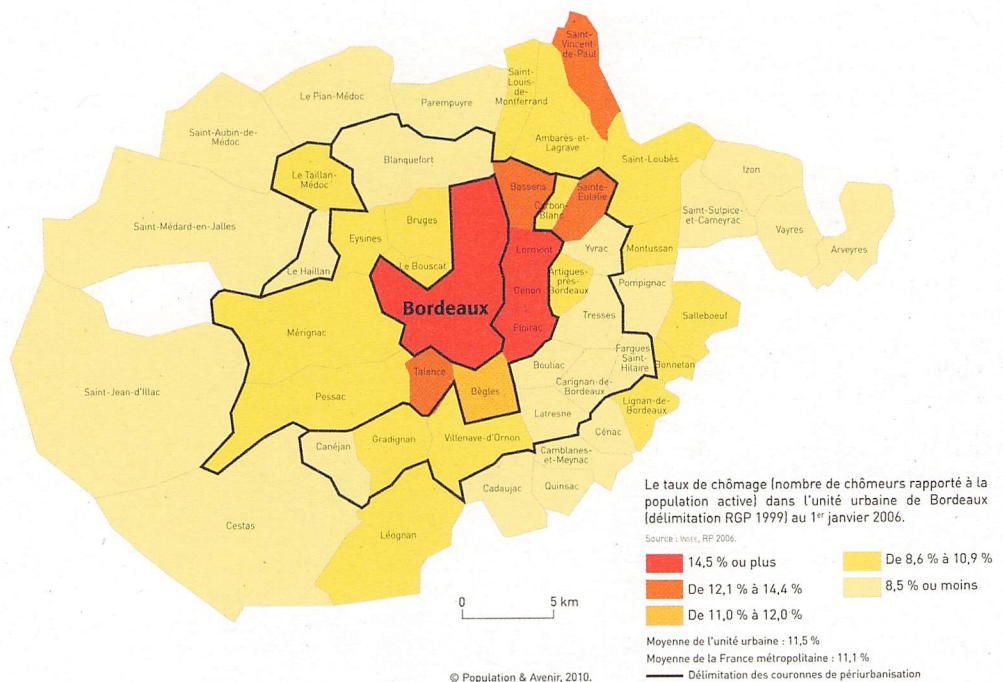 Saint-
Vincent-
de-Paul
Saint-
Louis-
de-
Montferrand
Le Pian-Médoc
Parempuyre
Saint-Aubin-de-
Médoc
Ambarès-et-
Lagrave
Blanquefort
Saint-Loubès
Izon
Le Taillan-
Médoc
Bassens
Sainte-
Eulalie
Carbon-
Blanc
Saint-Sulpice-
et-Cameyrac
Saint-Médard-en-Jalles
Bruges
Vayres
Eysines
Lormont
Yvrac
Montussan
Arveyres
Le Haillan
Le Bouscat
Artigues-
près-
Bordeaux
Pompignac
Cenon
Bordeaux
Tresses
Salleboeuf
Mérignac
Floirac
Fargues
Saint-
Hilaire
Bouliac
Bonnetan
Talence
Carignan-de-
Bordeaux
Saint-Jean-d'Illac
Pessac
Bègles
Lignan-de-
Bordeaux
Latresne
Cénac
Canéjan
Gradignan
Villenave-d'Ornon
Camblanes-
et-Meynac
Cadaujac
Quinsac
Cestas
Léognan
Le taux de chômage (nombre de chômeurs rapporté à la
population active) dans l'unité urbaine de Bordeaux
(délimitation RGP 1999) au 1er janvier 2006.
Source : INSEE, RP 2006.
14,5 % ou plus
De 12,1 % à 14,4 %
De 11,0 % à 12,0 %
De 8,6 % à 10,9 %
8,5 % ou moins
0 5 km
Moyenne de l'unité urbaine : 11,5 %
Moyenne de la France métropolitaine : 11,1 %
Délimitation des couronnes de périurbanisation
© Population & Avenir, 2010.